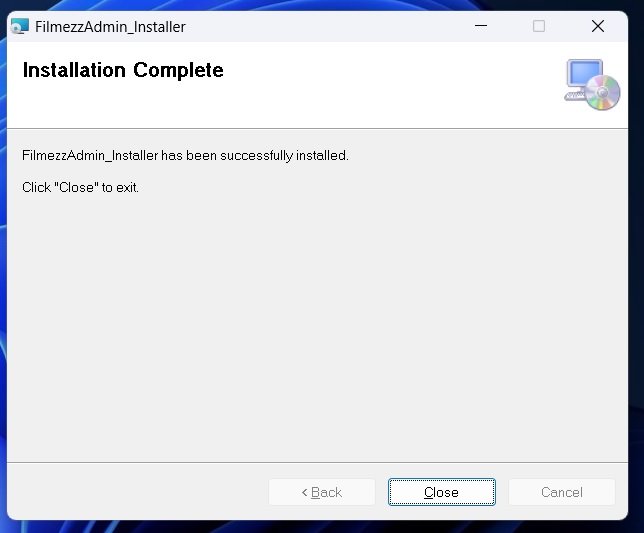 FilmezzAdmin_Installer
Installation Complete
FilmezzAdmin_Installer has been successfully installed.
Click "Close" to exit.
< Back
Close
Cancel